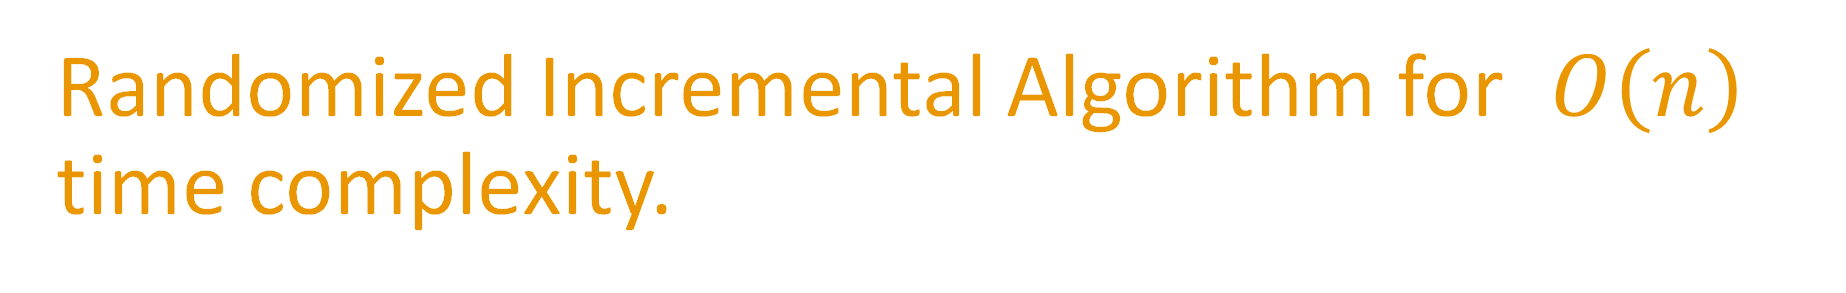 Randomized Incremental Algorithm for O(n)
time complexity.